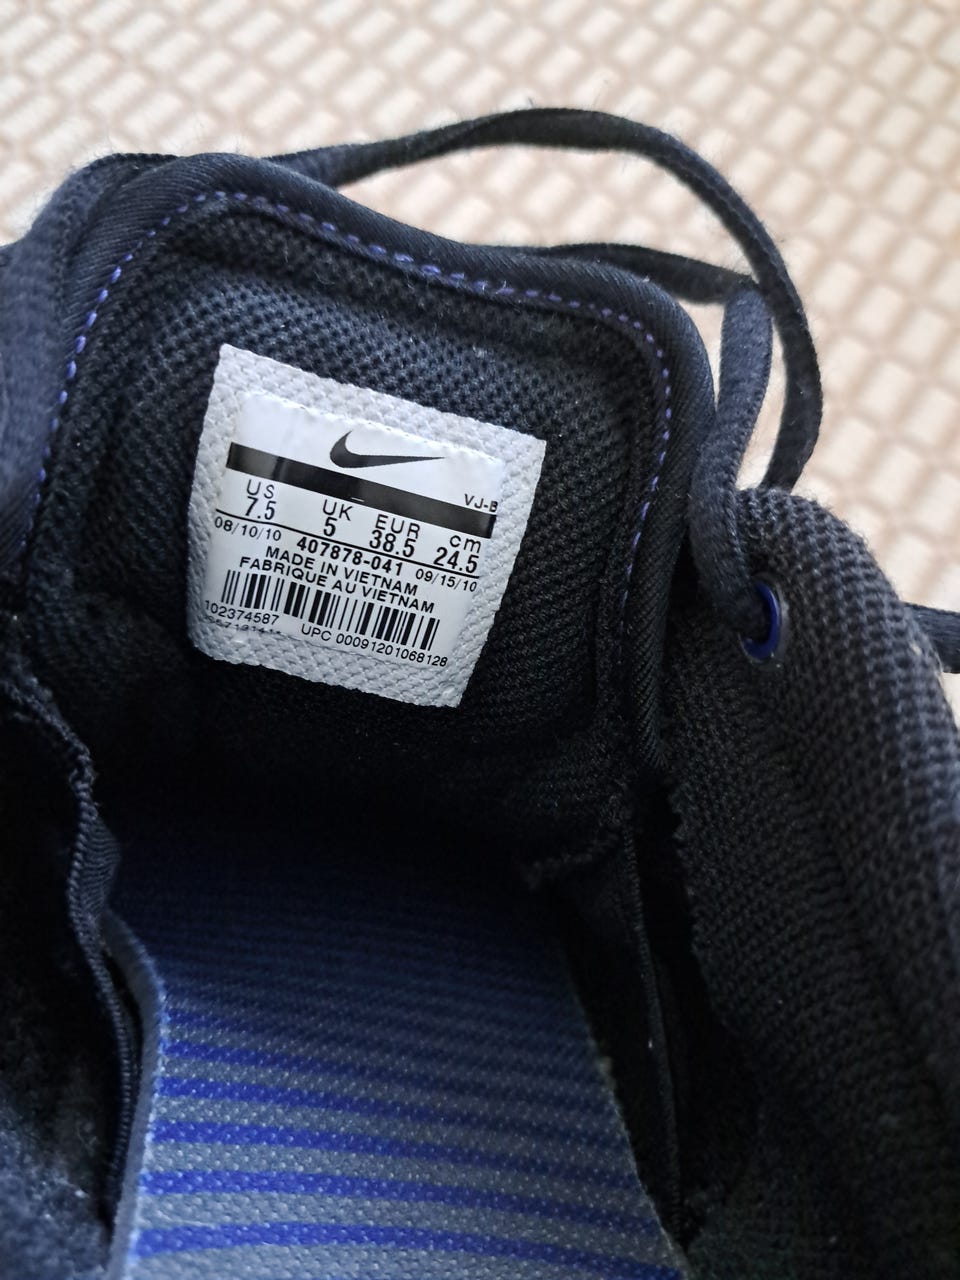 VJ-B
US UK EUR cm
7.5 5 38.5 24.5
08/10/10 407878-041 09/15/10
MADE IN VIETNAM
FABRIQUE AU VIETNAM
102374587 UPC 00091201068128